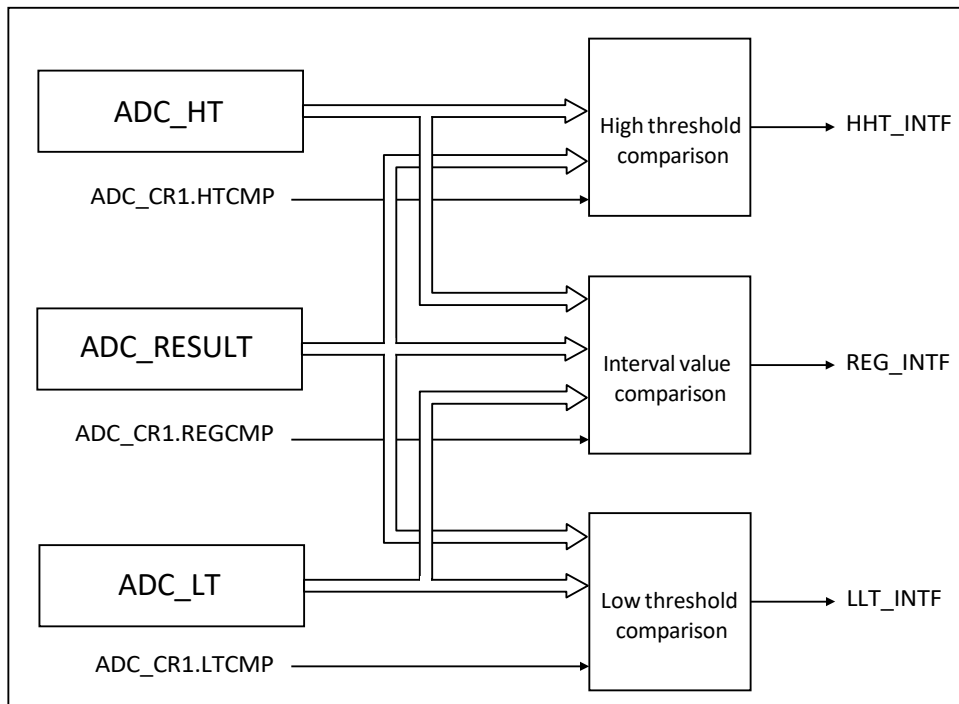 ADC_HT
High threshold
comparison
HHT_INTF
ADC_CR1.HTCMP
ADC_RESULT
Interval value
comparison
REG_INTF
ADC_CR1.REGCMP
ADC_LT
Low threshold
comparison
LLT_INTF
ADC_CR1.LTCMP